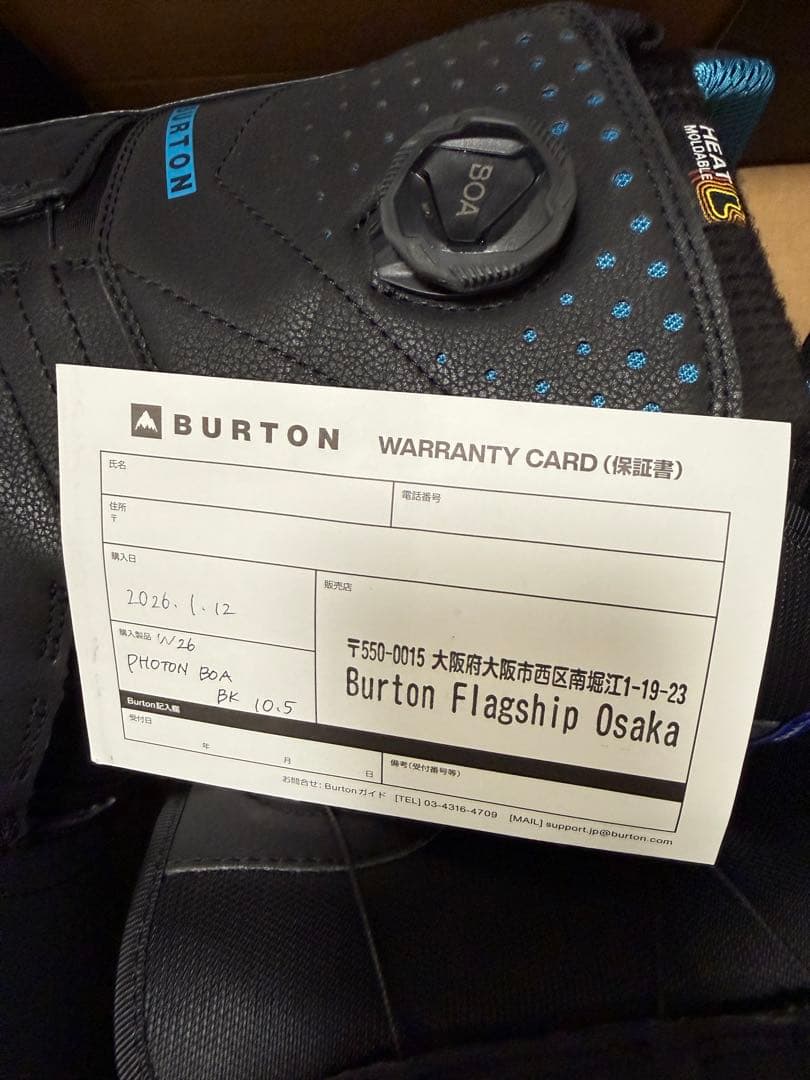 BURTON
BOA
HEAT
MOLDABLE
BURTON WARRANTY CARD(保証書)
氏名
電話番号
住所
〒
購入日
2026.1.12
販売店
〒550-0015 大阪府大阪市西区南堀江1-19-23
Burton Flagship Osaka
購入製品 W26
PHOTON BOA
BK 10.5
Burton記入欄
受付日
年 月 日
備考(受付番号等)
お問合せ: Burtonガイド [TEL] 03-4316-4709 [MAIL] support.jp@burton.com